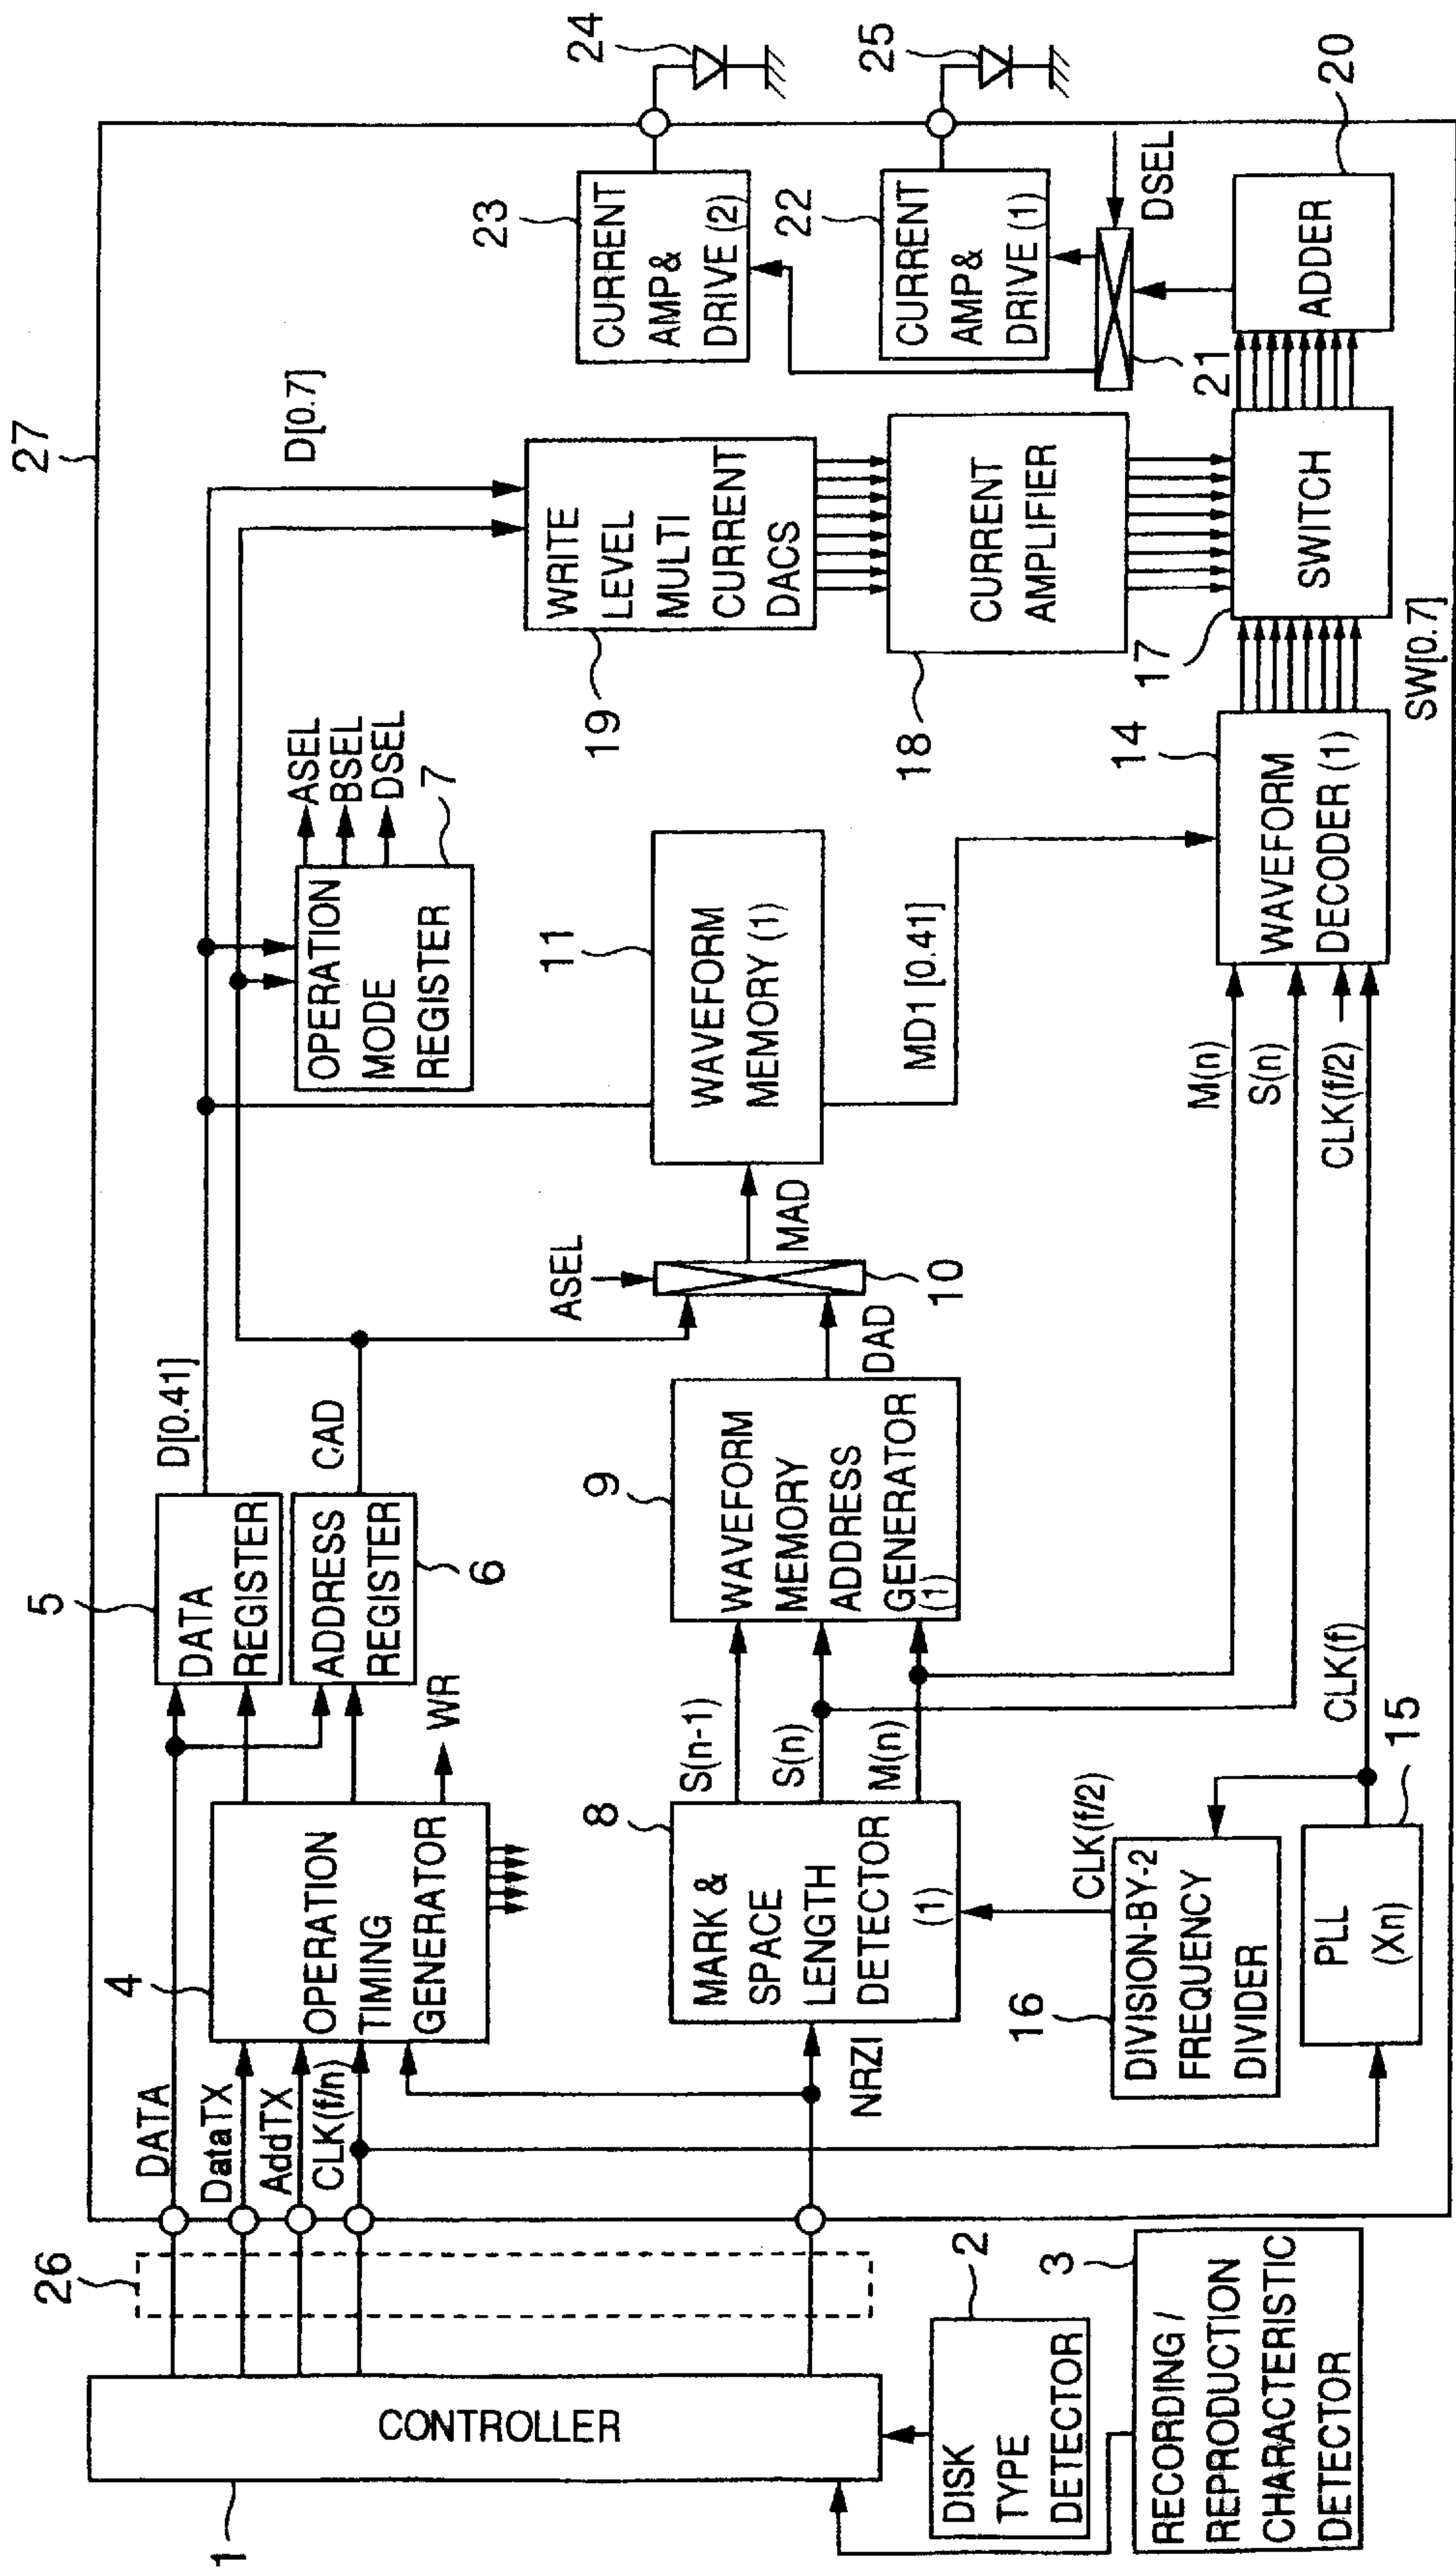 27
26
1
CONTROLLER
2
DISK
TYPE
DETECTOR
3
RECORDING /
REPRODUCTION
CHARACTERISTIC
DETECTOR
DATA
DataTX
AddTX
CLK(f/n)
NRZI
4
OPERATION
TIMING
GENERATOR
WR
5
DATA
REGISTER
6
ADDRESS
REGISTER
D[0.41]
CAD
7
OPERATION
MODE
REGISTER
ASEL
BSEL
DSEL
D[0.7]
8
MARK &
SPACE
LENGTH
DETECTOR
(1)
S(n-1)
S(n)
M(n)
9
WAVEFORM
MEMORY
ADDRESS
GENERATOR
(1)
DAD
ASEL
10
MAD
11
WAVEFORM
MEMORY (1)
MD1 [0.41]
16
DIVISION-BY-2
FREQUENCY
DIVIDER
CLK(f/2)
15
PLL
(Xn)
CLK(f)
M(n)
S(n)
CLK(f/2)
14
WAVEFORM
DECODER (1)
SW[0.7]
19
WRITE
LEVEL
MULTI
CURRENT
DACS
18
CURRENT
AMPLIFIER
17
SWITCH
20
ADDER
21
DSEL
22
CURRENT
AMP&
DRIVE (1)
23
CURRENT
AMP&
DRIVE (2)
24
25